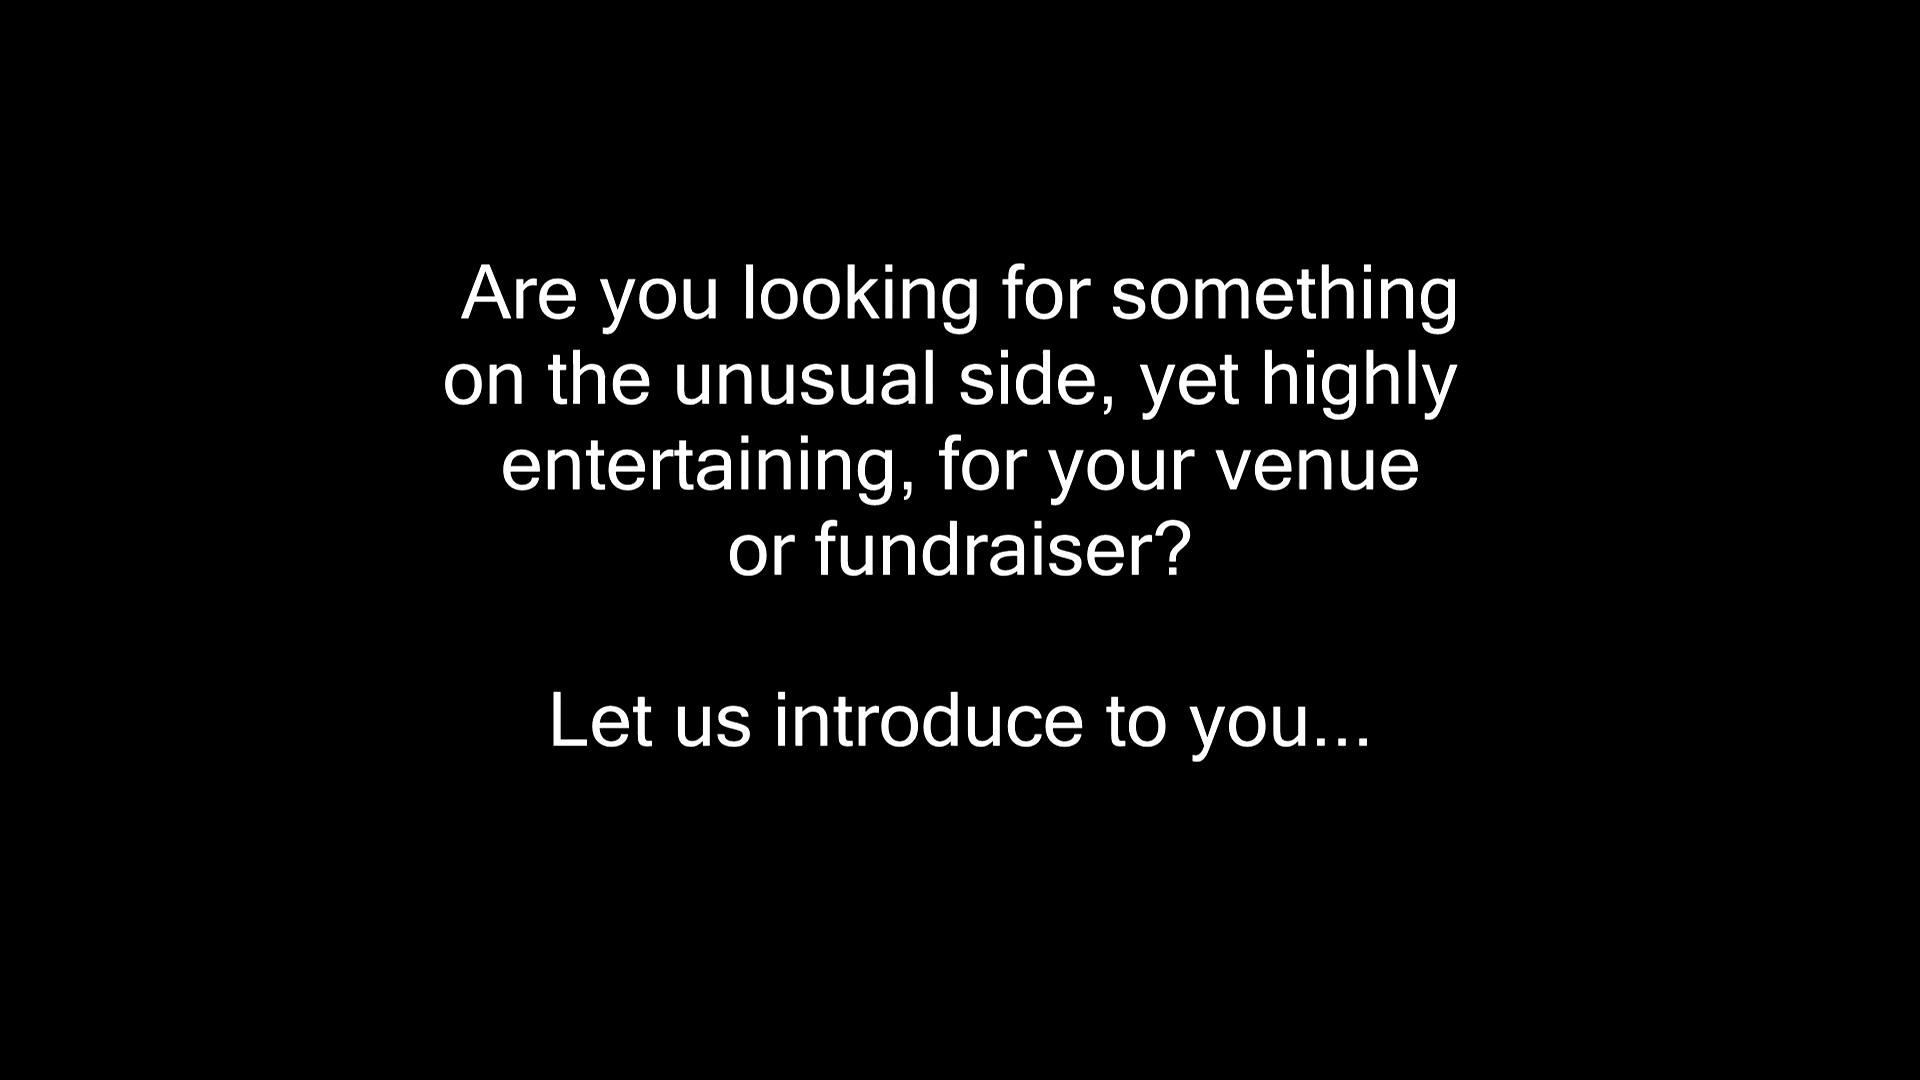 Are you looking for something
on the unusual side, yet highly
entertaining, for your venue
or fundraiser?
Let us introduce to you...